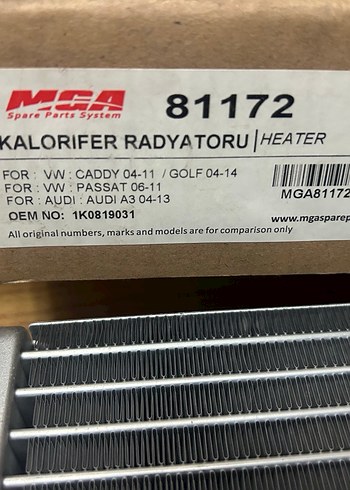 MGA 81172
Spare Parts System
KALORIFER RADYATORU | HEATER
FOR : VW : CADDY 04-11 / GOLF 04-14
FOR : VW : PASSAT 06-11
FOR : AUDI : AUDI A3 04-13
MGA81172
OEM NO: 1K0819031
www.mgasparep
All original numbers, marks and models are for comparison only